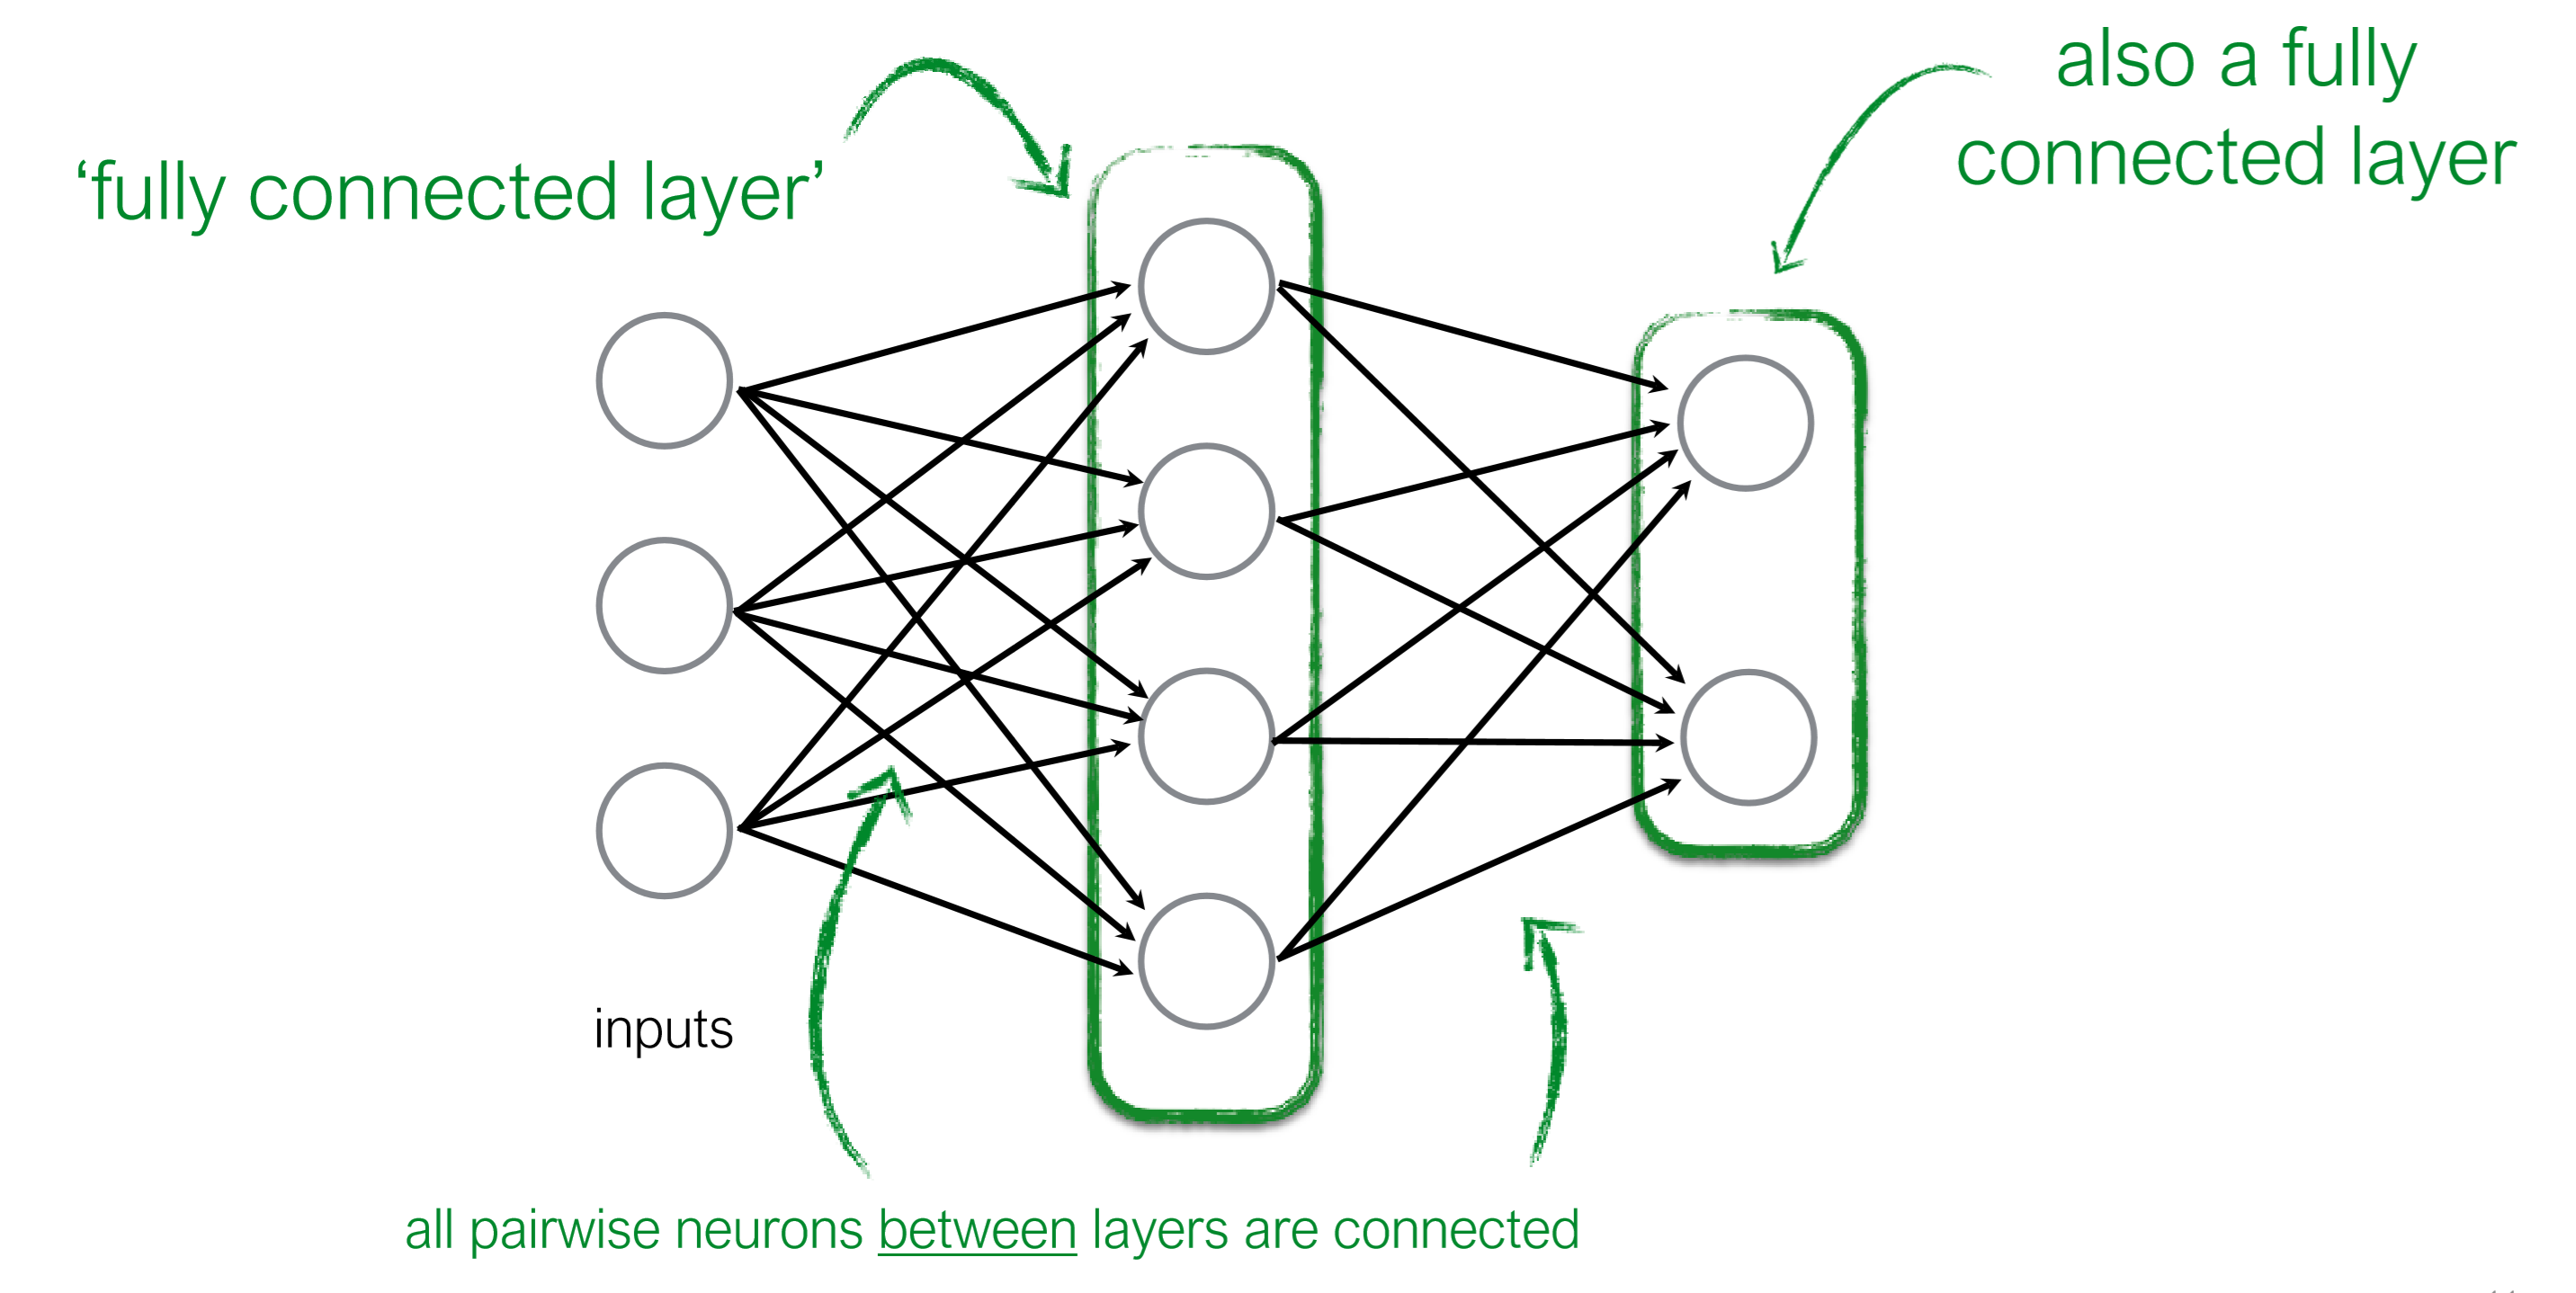 also a fully
connected layer
‘fully connected layer’
inputs
all pairwise neurons between layers are connected